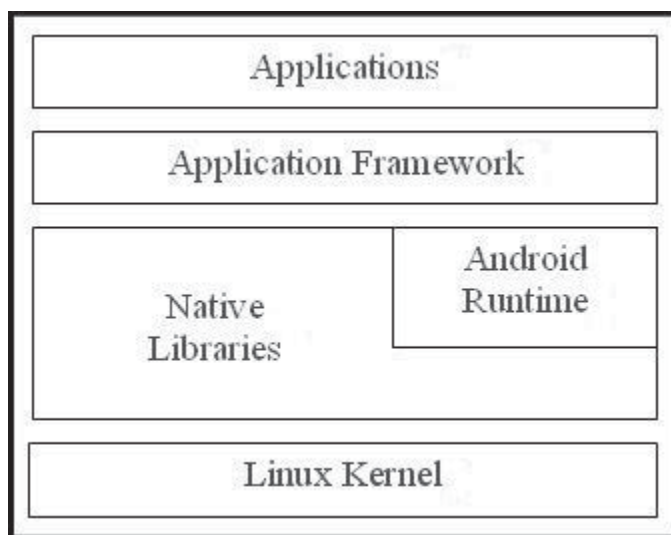 Applications
Application Framework
Native
Libraries
Android
Runtime
Linux Kernel